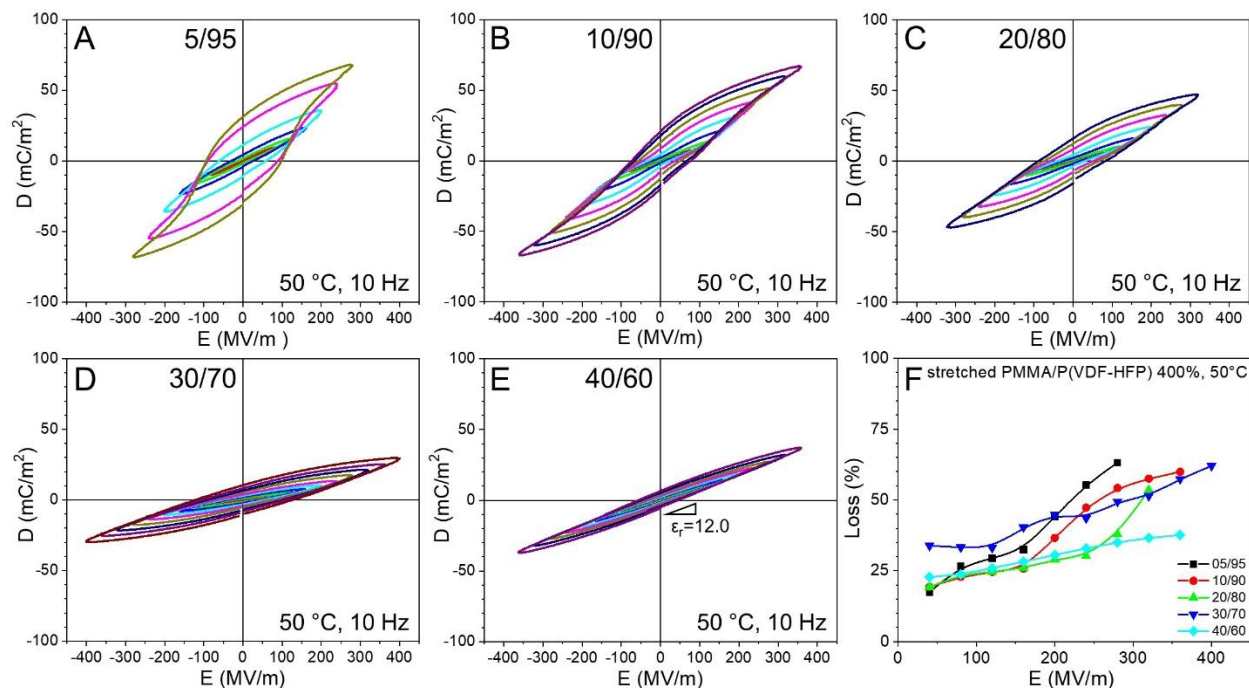 A 5/95
100
50
0
-50
-100
D (mC/m²)
50 °C, 10 Hz
-400 -300 -200 -100 0 100 200 300 400
E (MV/m )
B 10/90
100
50
0
-50
-100
D (mC/m²)
50 °C, 10 Hz
-400 -300 -200 -100 0 100 200 300 400
E (MV/m)
C 20/80
100
50
0
-50
-100
D (mC/m²)
50 °C, 10 Hz
-400 -300 -200 -100 0 100 200 300 400
E (MV/m)
D 30/70
100
50
0
-50
-100
D (mC/m²)
50 °C, 10 Hz
-400 -300 -200 -100 0 100 200 300 400
E (MV/m)
E 40/60
100
50
0
-50
-100
D (mC/m²)
εr=12.0
50 °C, 10 Hz
-400 -300 -200 -100 0 100 200 300 400
E (MV/m)
F stretched PMMA/P(VDF-HFP) 400%, 50°C
100
75
50
25
0
Loss (%)
05/95
10/90
20/80
30/70
40/60
0 100 200 300 400
E (MV/m)